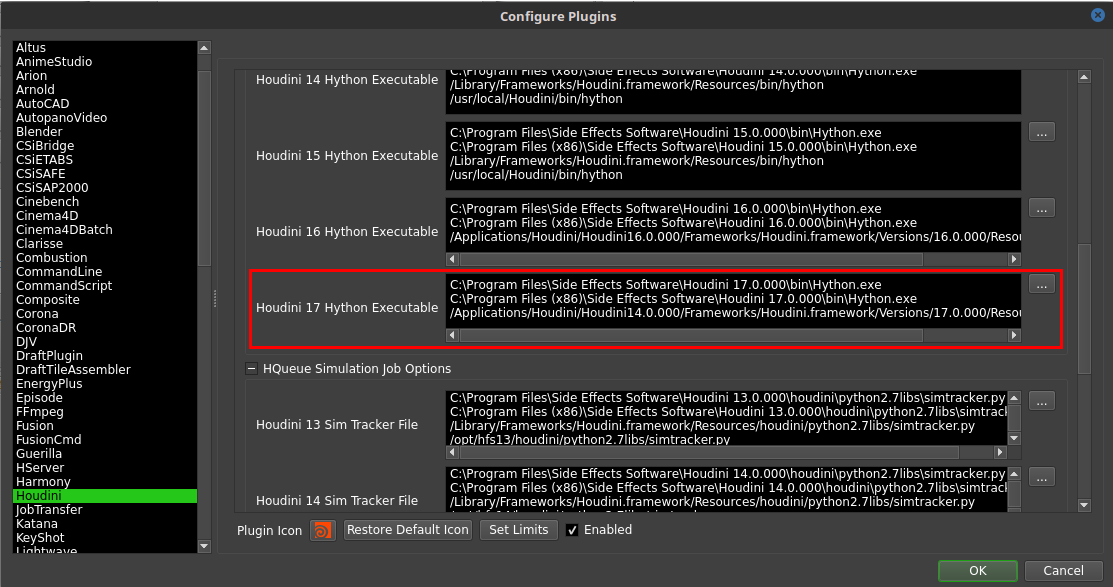 Configure Plugins
Altus
AnimeStudio
Arion
Arnold
AutoCAD
AutopanoVideo
Blender
CSiBridge
CSiETABS
CSiSAFE
CSiSAP2000
Cinebench
Cinema4D
Cinema4DBatch
Clarisse
Combustion
CommandLine
CommandScript
Composite
Corona
CoronaDR
DJV
DraftPlugin
DraftTileAssembler
EnergyPlus
Episode
FFmpeg
Fusion
FusionCmd
Guerilla
HServer
Harmony
Houdini
JobTransfer
Katana
KeyShot
Lightwave
Houdini 14 Hython Executable
C:\Program Files (x86)\Side Effects Software\Houdini 14.0.000\bin\Hython.exe
/Library/Frameworks/Houdini.framework/Resources/bin/hython
/usr/local/Houdini/bin/hython
Houdini 15 Hython Executable
C:\Program Files\Side Effects Software\Houdini 15.0.000\bin\Hython.exe
C:\Program Files (x86)\Side Effects Software\Houdini 15.0.000\bin\Hython.exe
/Library/Frameworks/Houdini.framework/Resources/bin/hython
/usr/local/Houdini/bin/hython
...
Houdini 16 Hython Executable
C:\Program Files\Side Effects Software\Houdini 16.0.000\bin\Hython.exe
C:\Program Files (x86)\Side Effects Software\Houdini 16.0.000\bin\Hython.exe
/Applications/Houdini/Houdini16.0.000/Frameworks/Houdini.framework/Versions/16.0.000/Resou
...
Houdini 17 Hython Executable
C:\Program Files\Side Effects Software\Houdini 17.0.000\bin\Hython.exe
C:\Program Files (x86)\Side Effects Software\Houdini 17.0.000\bin\Hython.exe
/Applications/Houdini/Houdini14.0.000/Frameworks/Houdini.framework/Versions/17.0.000/Resou
...
HQueue Simulation Job Options
Houdini 13 Sim Tracker File
C:\Program Files\Side Effects Software\Houdini 13.0.000\houdini\python2.7libs\simtracker.py
C:\Program Files (x86)\Side Effects Software\Houdini 13.0.000\houdini\python2.7libs\simtrack
/Library/Frameworks/Houdini.framework/Resources/houdini/python2.7libs/simtracker.py
/opt/hfs13/houdini/python2.7libs/simtracker.py
...
Houdini 14 Sim Tracker File
C:\Program Files\Side Effects Software\Houdini 14.0.000\houdini\python2.7libs\simtracker.py
C:\Program Files (x86)\Side Effects Software\Houdini 14.0.000\houdini\python2.7libs\simtrack
/Library/Frameworks/Houdini.framework/Resources/houdini/python2.7libs/simtracker.py
...
Plugin Icon
Restore Default Icon
Set Limits
Enabled
OK
Cancel